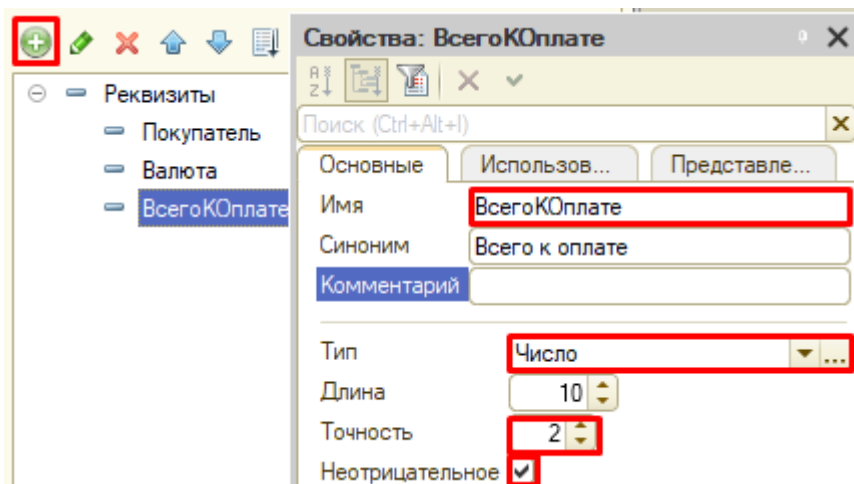 Свойства: ВсегоКОплате
Реквизиты
Покупатель
Валюта
ВсегоКОплате
Поиск (Ctrl+Alt+I)
Основные Использов... Представле...
Имя ВсегоКОплате
Синоним Всего к оплате
Комментарий
Тип Число ...
Длина 10
Точность 2
Неотрицательное